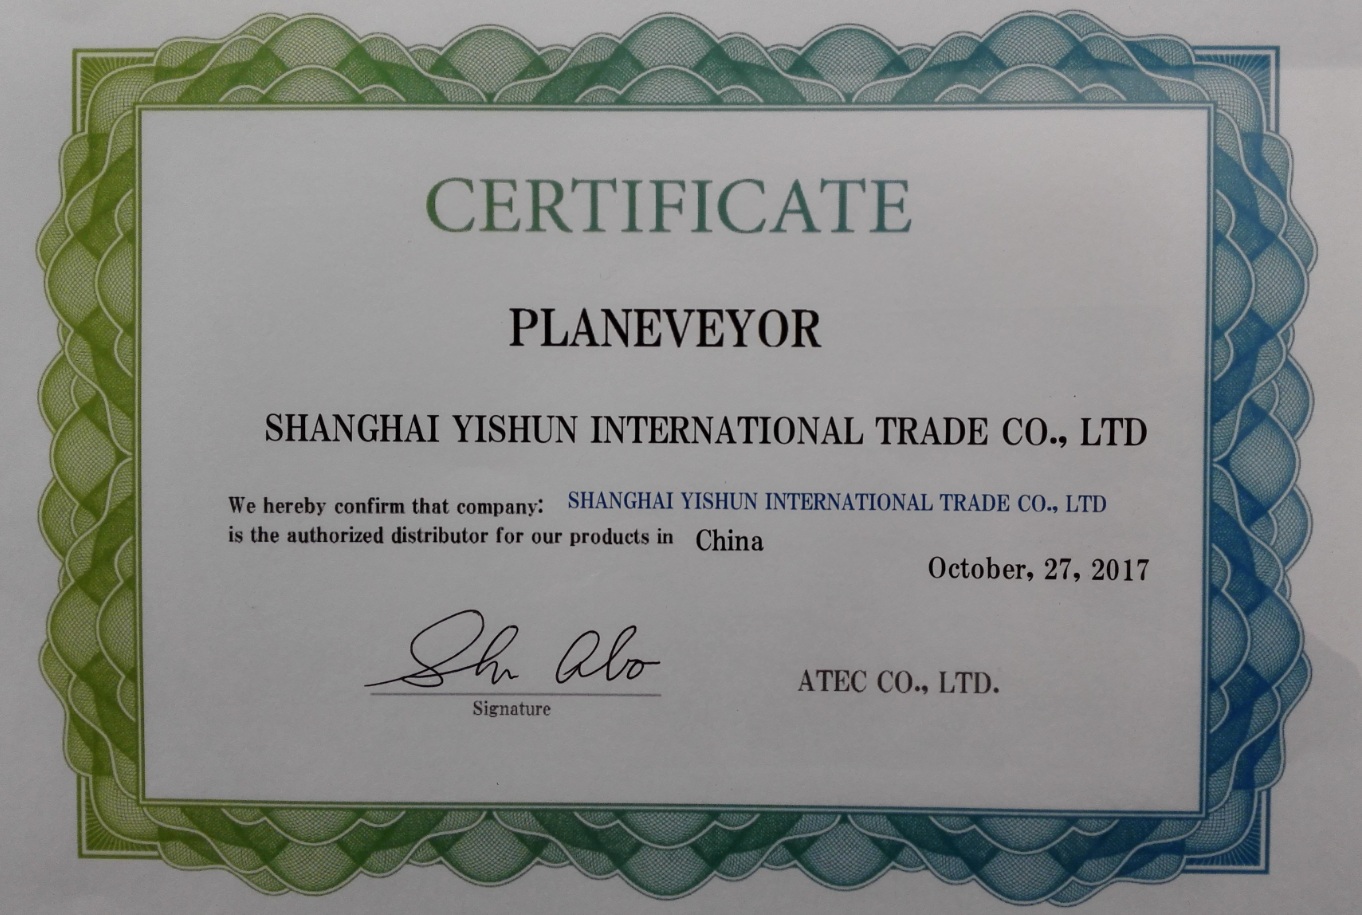 CERTIFICATE
PLANEVEYOR
SHANGHAI YISHUN INTERNATIONAL TRADE CO., LTD
We hereby confirm that company: SHANGHAI YISHUN INTERNATIONAL TRADE CO., LTD
is the authorized distributor for our products in China
October, 27, 2017
ATEC CO., LTD.
Signature